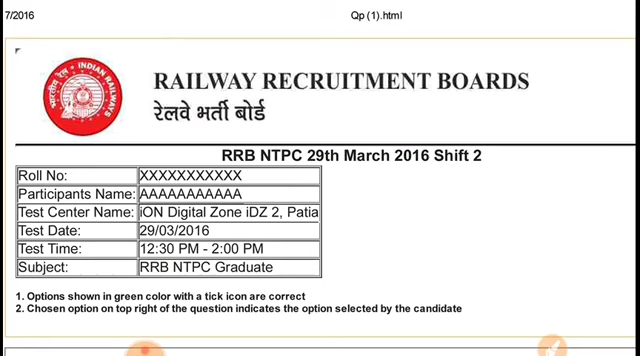 7/2016 Qp (1).html
INDIAN RAILWAYS
भारतीय रेल
RAILWAY RECRUITMENT BOARDS
रेलवे भर्ती बोर्ड
RRB NTPC 29th March 2016 Shift 2
Roll No: XXXXXXXXXXX
Participants Name: AAAAAAAAAAA
Test Center Name: iON Digital Zone iDZ 2, Patia
Test Date: 29/03/2016
Test Time: 12:30 PM - 2:00 PM
Subject: RRB NTPC Graduate
1. Options shown in green color with a tick icon are correct
2. Chosen option on top right of the question indicates the option selected by the candidate